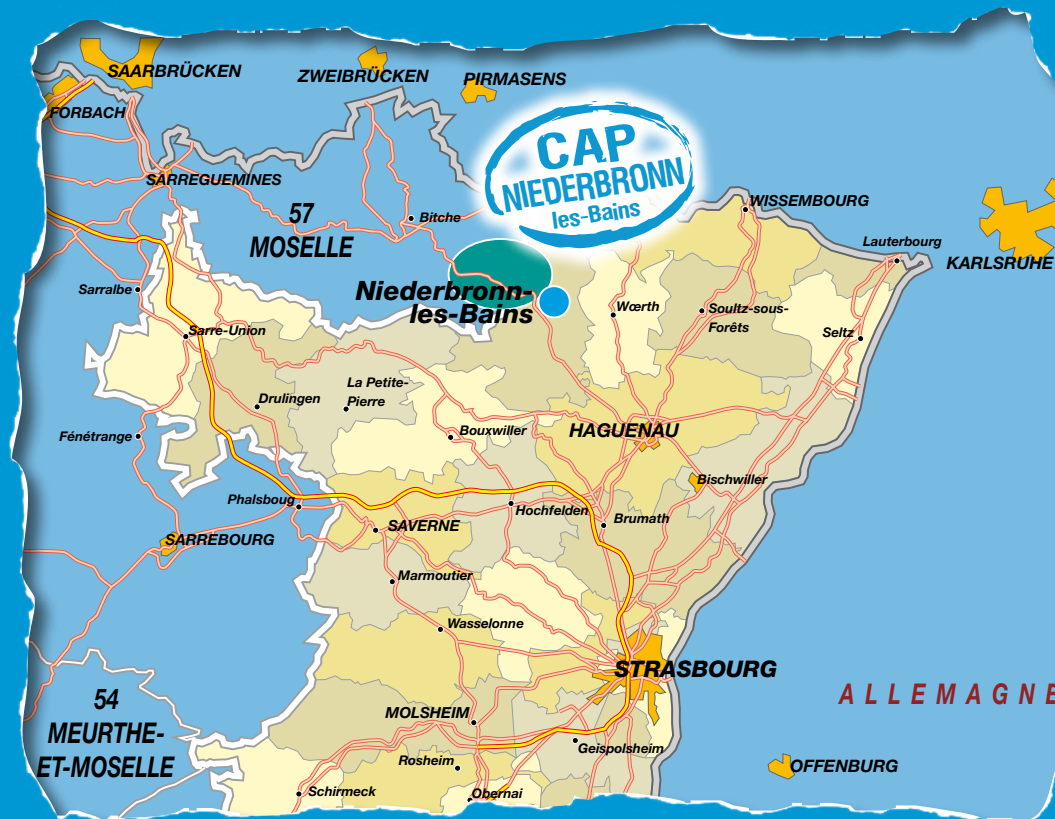 SAARBRÜCKEN
ZWEIBRÜCKEN
PIRMASENS
FORBACH
CAP
NIEDERBRONN
les-Bains
SARREGUEMINES
57
MOSELLE
Bitche
WISSEMBOURG
Lauterbourg
KARLSRUHE
Sarralbe
Niederbronn-
les-Bains
Wœrth
Soultz-sous-
Forêts
Seltz
Sarre-Union
La Petite-
Pierre
Drulingen
Fénétrange
Bouxwiller
HAGUENAU
Bischwiller
Phalsboug
Hochfelden
Brumath
SAVERNE
SARREBOURG
Marmoutier
Wasselonne
STRASBOURG
54
MEURTHE-
ET-MOSELLE
ALLEMAGNE
MOLSHEIM
Geispolsheim
Rosheim
OFFENBURG
Schirmeck
Obernai